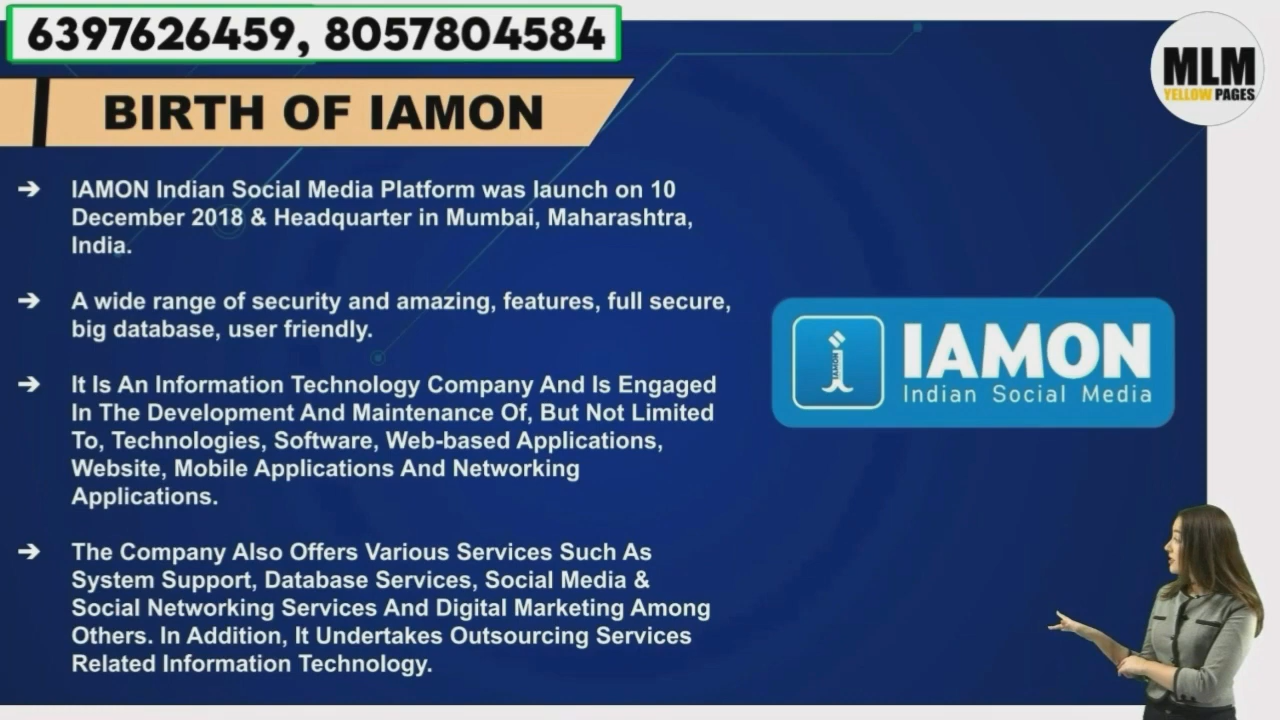 6397626459, 8057804584
MLM
YELLOW PAGES
BIRTH OF IAMON
➔ IAMON Indian Social Media Platform was launch on 10
December 2018 & Headquarter in Mumbai, Maharashtra,
India.
➔ A wide range of security and amazing, features, full secure,
big database, user friendly.
➔ It Is An Information Technology Company And Is Engaged
In The Development And Maintenance Of, But Not Limited
To, Technologies, Software, Web-based Applications,
Website, Mobile Applications And Networking
Applications.
➔ The Company Also Offers Various Services Such As
System Support, Database Services, Social Media &
Social Networking Services And Digital Marketing Among
Others. In Addition, It Undertakes Outsourcing Services
Related Information Technology.
IAMON
IAMON
Indian Social Media